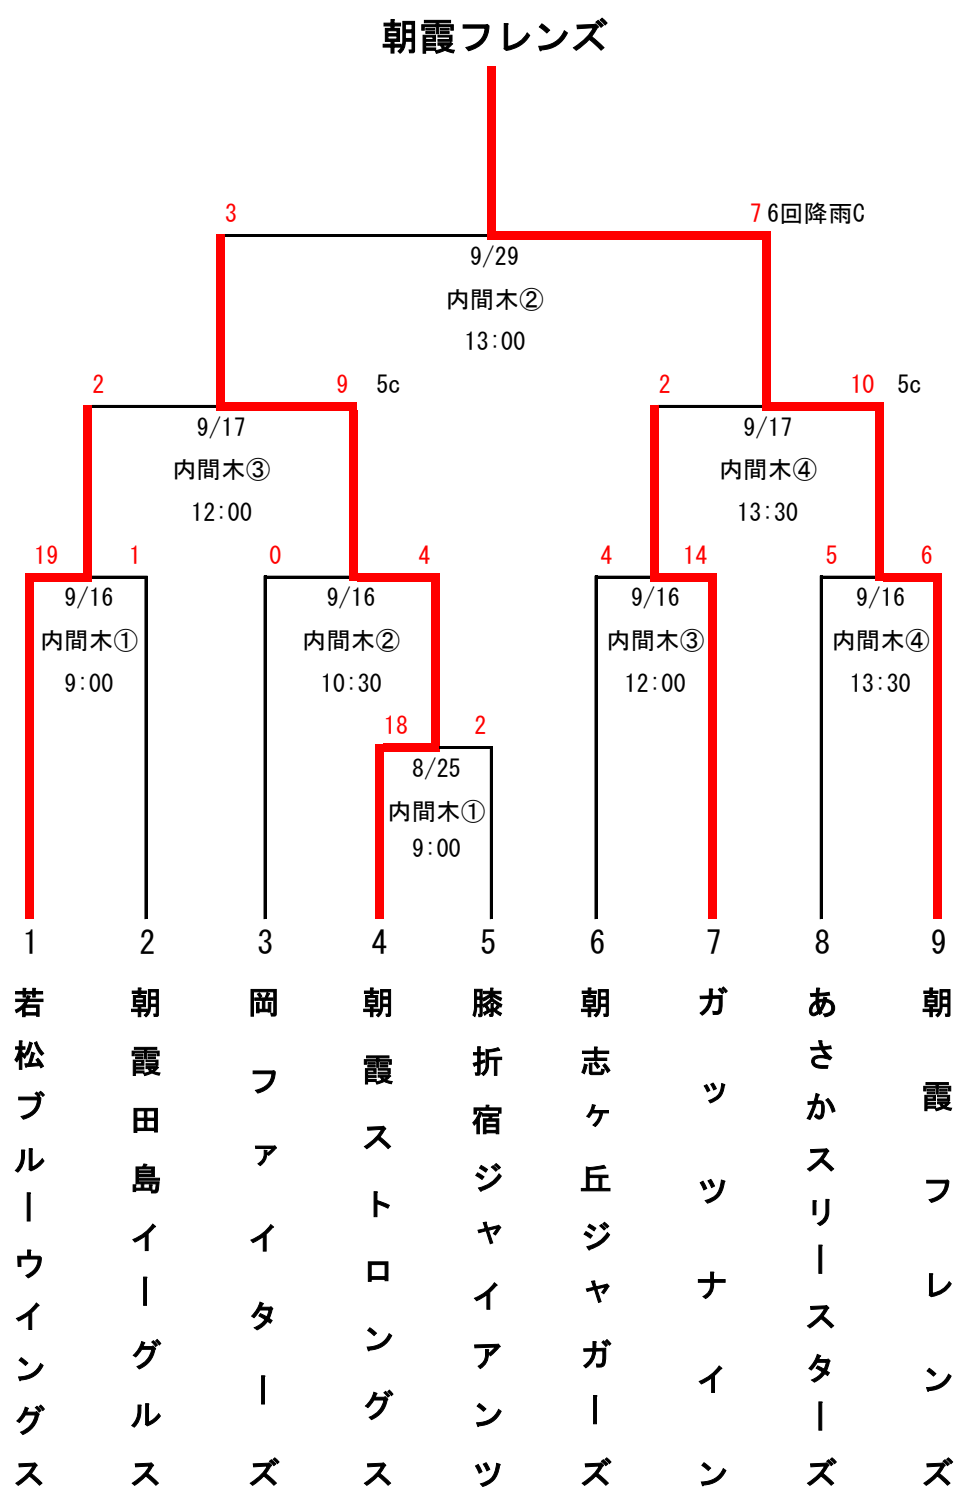 朝霞フレンズ
3
7 6回降雨C
9/29
内間木②
13:00
2
9 5c
2
10 5c
9/17
内間木③
12:00
9/17
内間木④
13:30
19
1
0
4
4
14
5
6
9/16
内間木①
9:00
9/16
内間木②
10:30
9/16
内間木③
12:00
9/16
内間木④
13:30
18
2
8/25
内間木①
9:00
1
2
3
4
5
6
7
8
9
若松ブルーウイングス
朝霞田島イーグルス
岡ファイターズ
朝霞ストロングス
膝折宿ジャイアンツ
朝志ヶ丘ジャガーズ
ガッツナイン
あさかスリースターズ
朝霞フレンズ